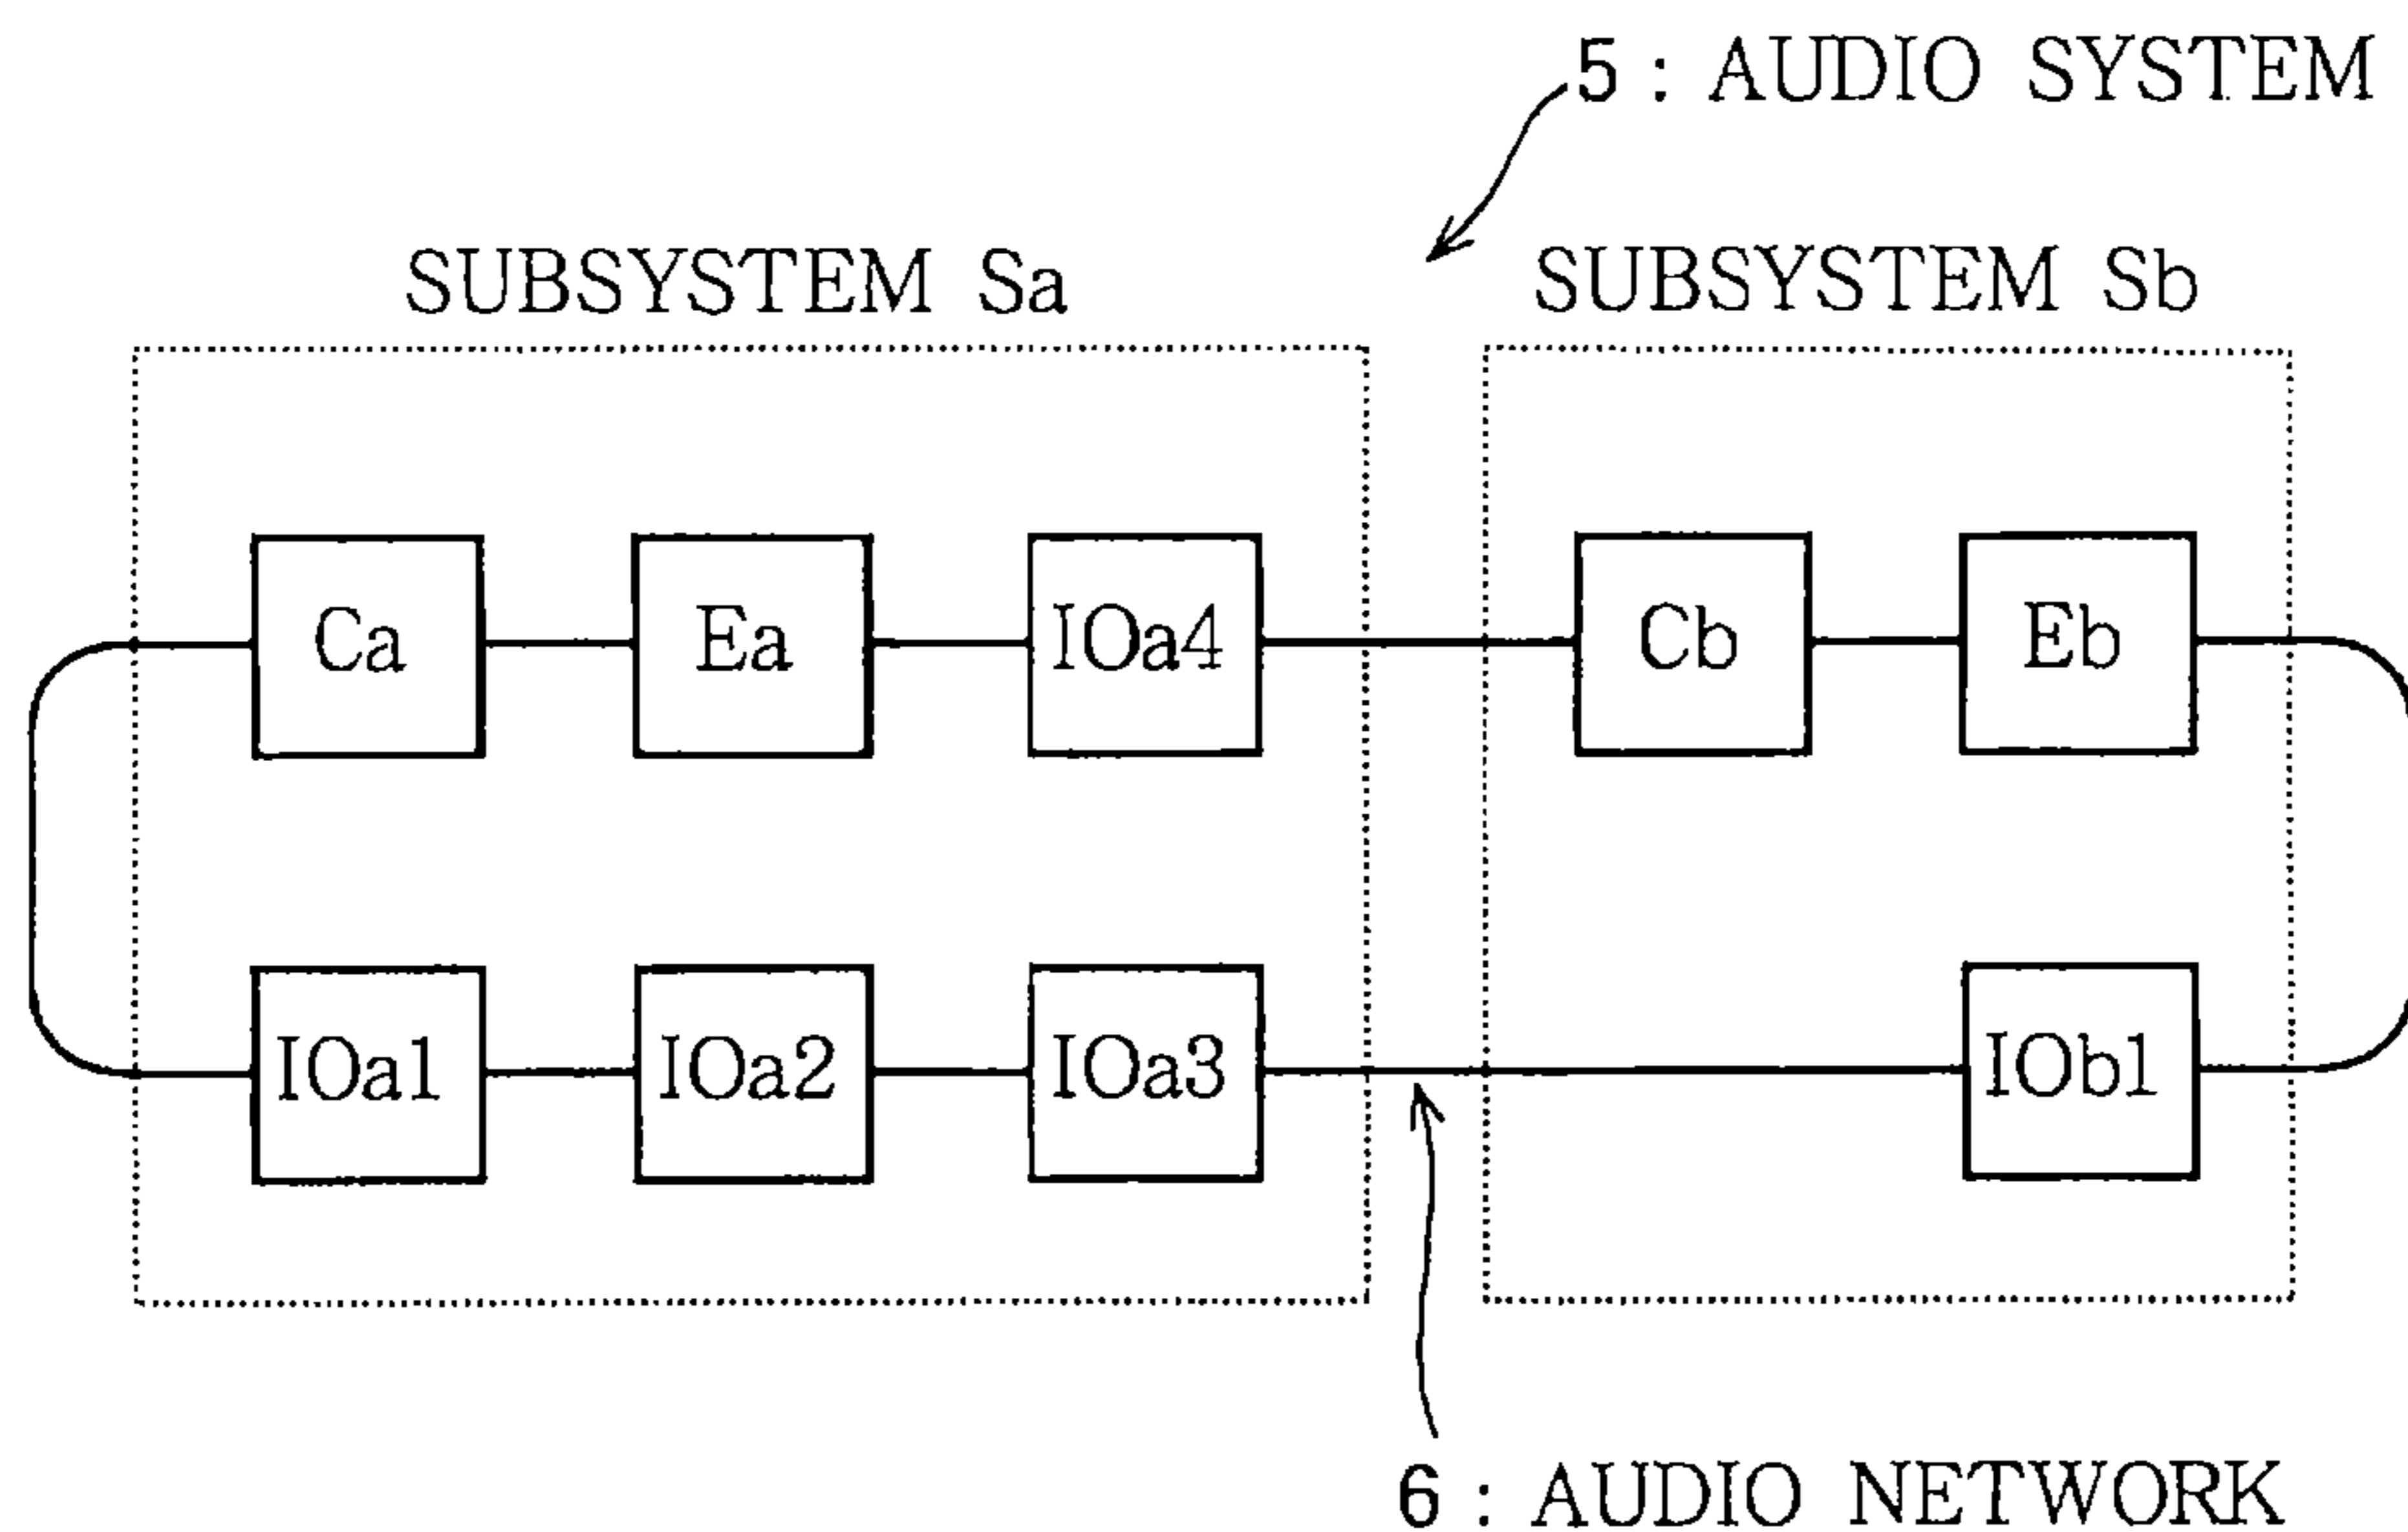 5 : AUDIO SYSTEM
SUBSYSTEM Sa
SUBSYSTEM Sb
Ca
Ea
IOa4
Cb
Eb
IOa1
IOa2
IOa3
IOb1
6 : AUDIO NETWORK